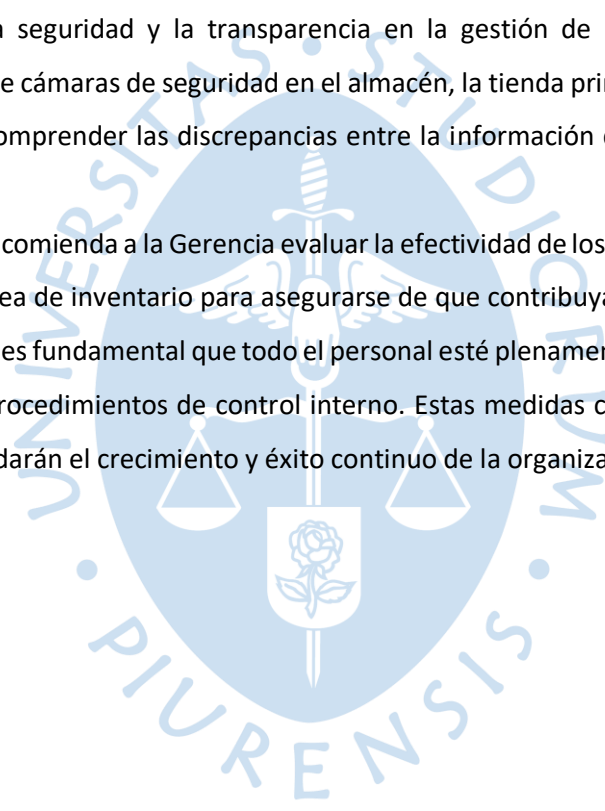 seguridad y la transparencia en la gestión de
e cámaras de seguridad en el almacén, la tienda
omprender las discrepancias entre la información
comienda a la Gerencia evaluar la efectividad de los
ea de inventario para asegurarse de que contribuya
es fundamental que todo el personal esté
rocedimientos de control interno. Estas medidas
darán el crecimiento y éxito continuo de la
UNIVERSITAS • STUDIORUM • PIURENSIS